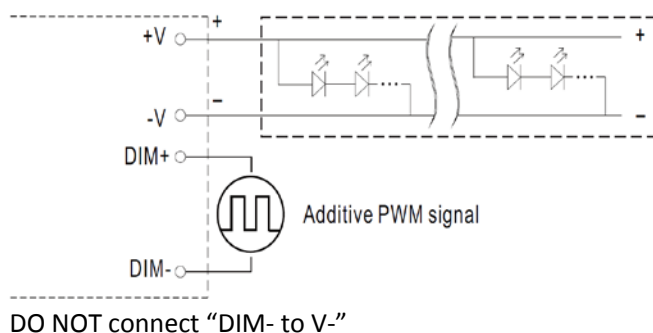 +V + +
-V – –
DIM+
Additive PWM signal
DIM-
DO NOT connect “DIM- to V-”